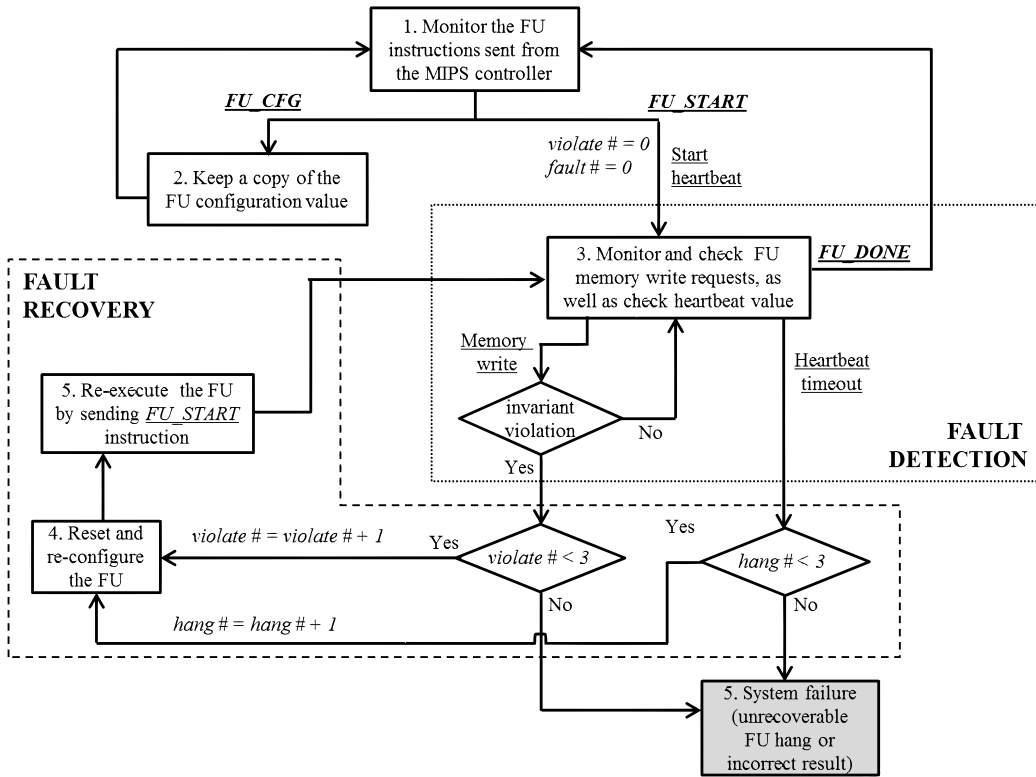 1. Monitor the FU
instructions sent from
the MIPS controller
FU_CFG
FU_START
violate # = 0
fault # = 0
Start
heartbeat
2. Keep a copy of the
FU configuration value
3. Monitor and check FU
memory write requests, as
well as check heartbeat value
FU_DONE
FAULT
RECOVERY
Memory
write
Heartbeat
timeout
5. Re-execute the FU
by sending FU_START
instruction
invariant
violation
No
FAULT
DETECTION
Yes
4. Reset and
re-configure
the FU
violate # = violate # + 1
Yes
violate # < 3
Yes
hang # < 3
No
No
hang # = hang # + 1
5. System failure
(unrecoverable
FU hang or
incorrect result)